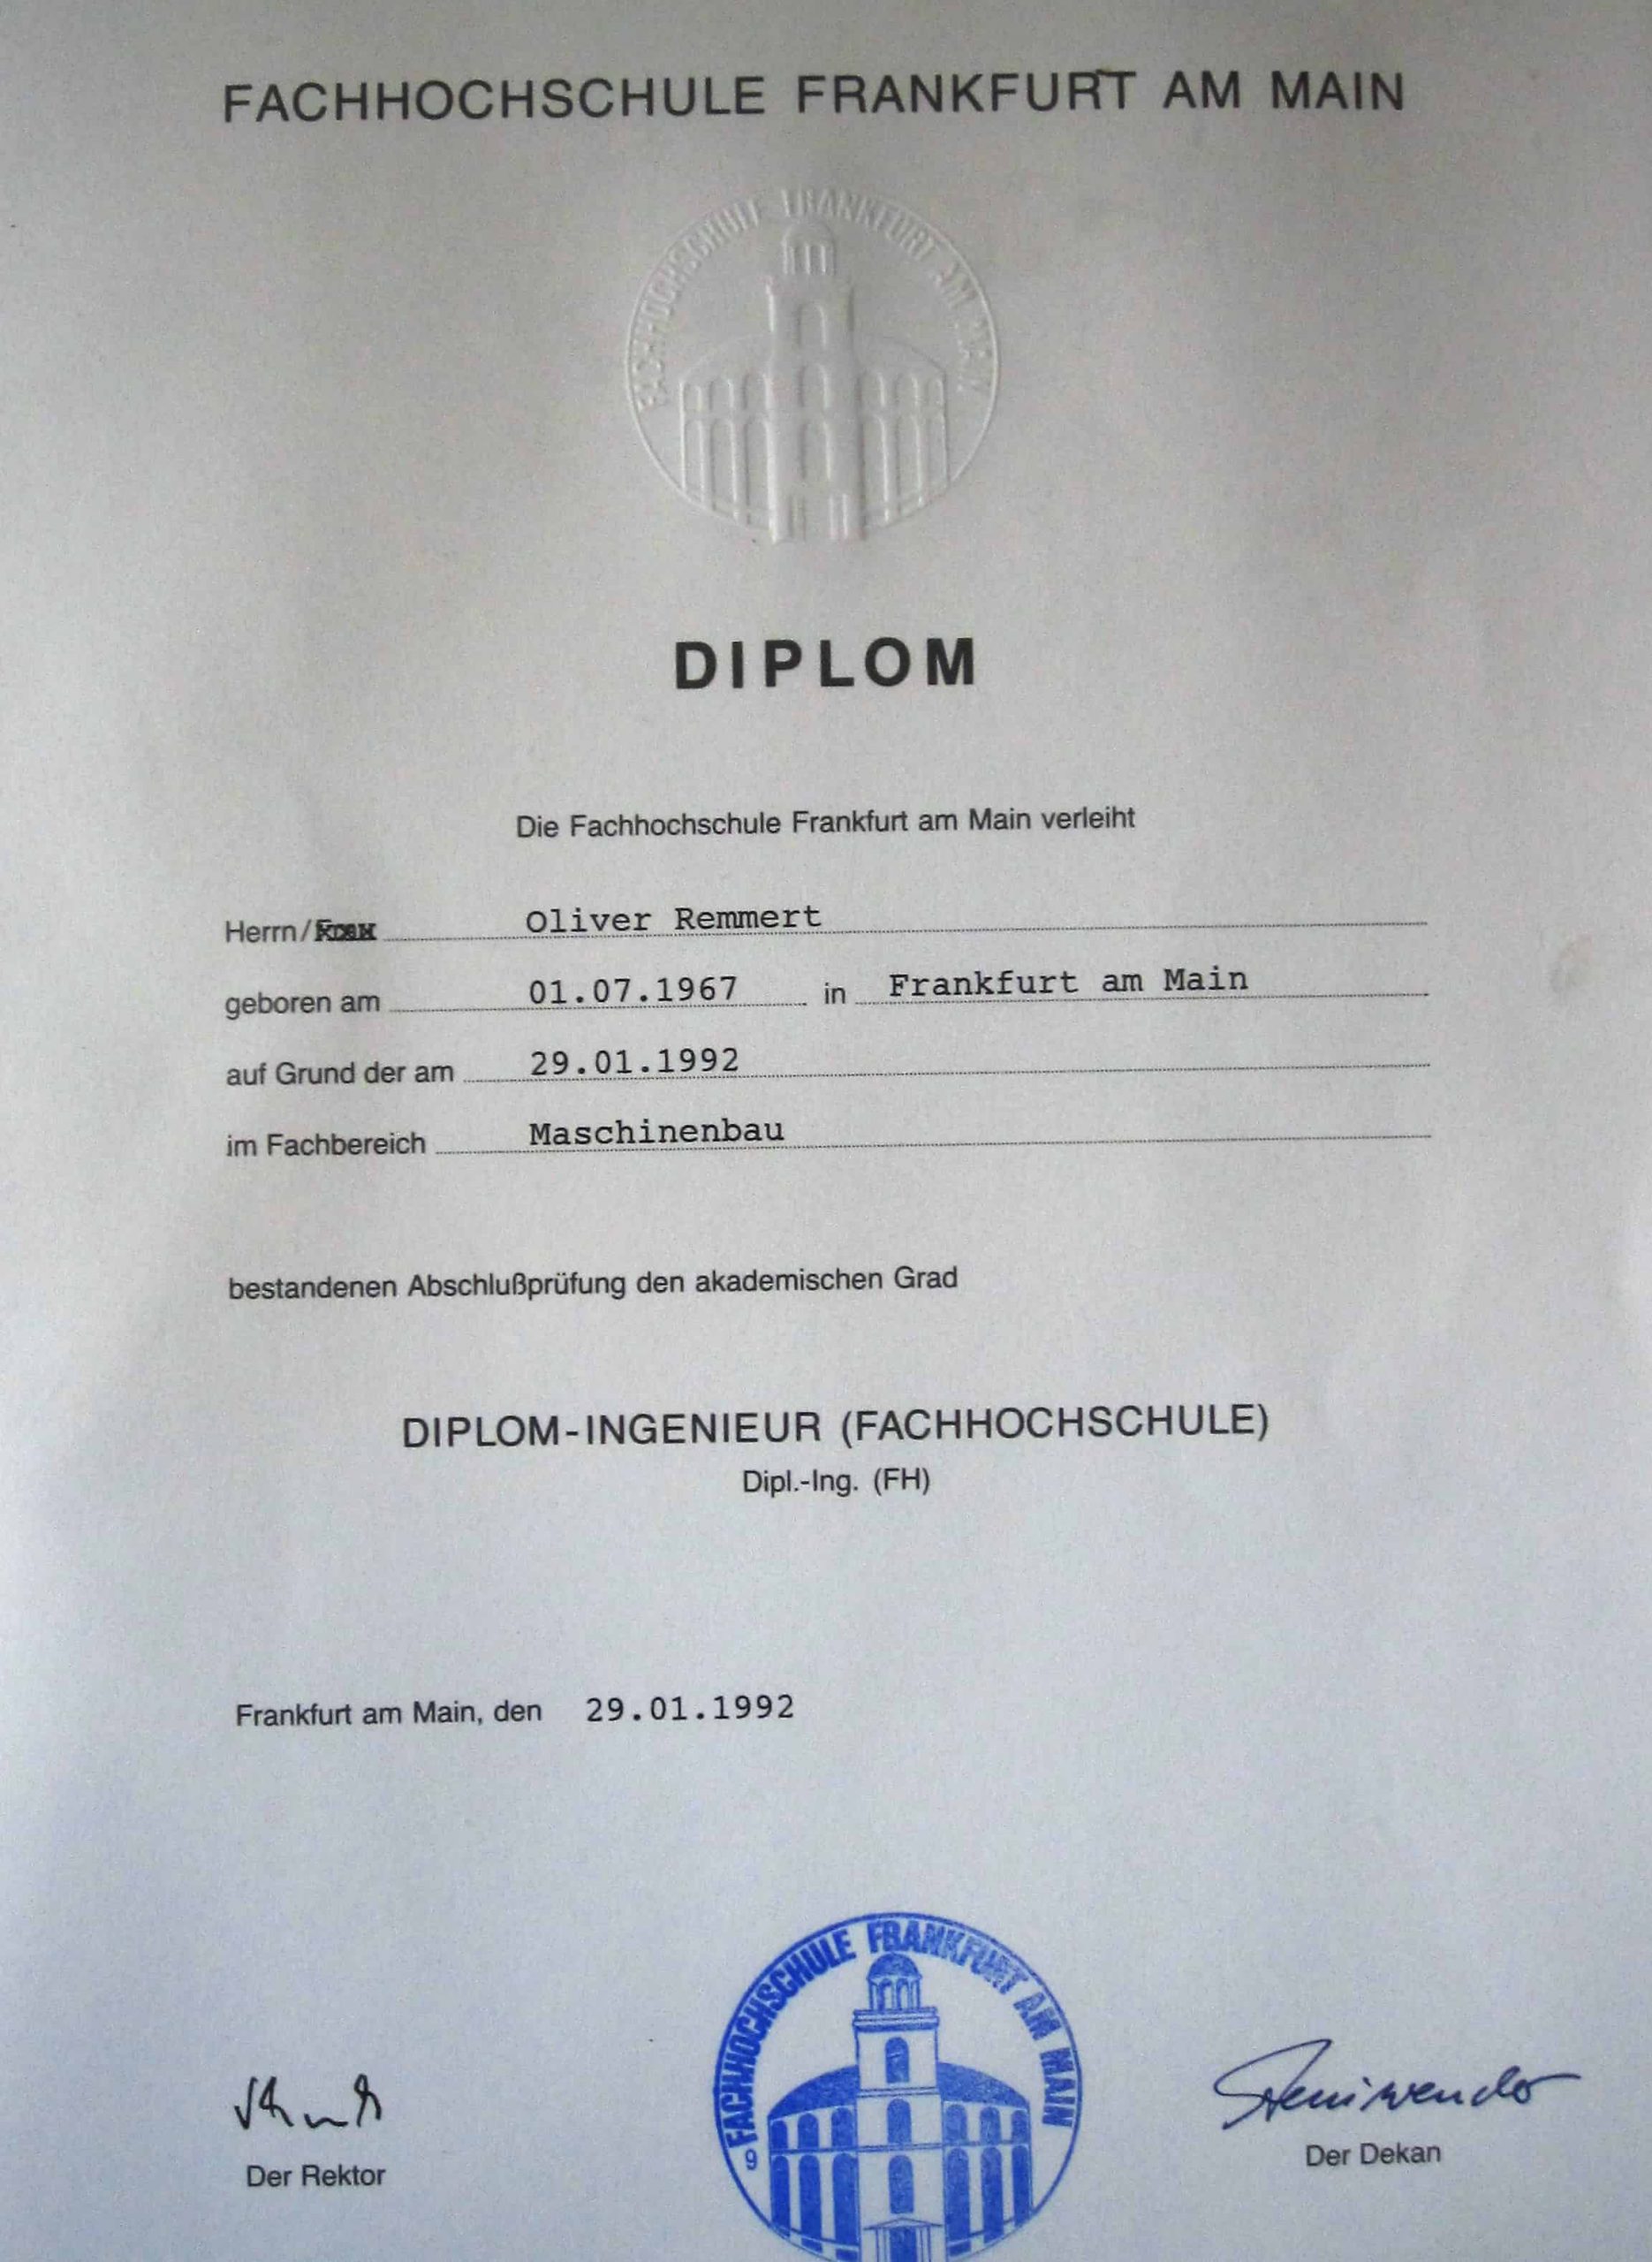 FACHHOCHSCHULE FRANKFURT AM MAIN
FACHHOCHSCHULE FRANKFURT AM MAIN
DIPLOM
Die Fachhochschule Frankfurt am Main verleiht
Herrn/Frau Oliver Remmert
geboren am 01.07.1967 in Frankfurt am Main
auf Grund der am 29.01.1992
im Fachbereich Maschinenbau
bestandenen Abschlußprüfung den akademischen Grad
DIPLOM-INGENIEUR (FACHHOCHSCHULE)
Dipl.-Ing. (FH)
Frankfurt am Main, den 29.01.1992
FACHHOCHSCHULE FRANKFURT AM MAIN
9
Der Rektor
Der Dekan